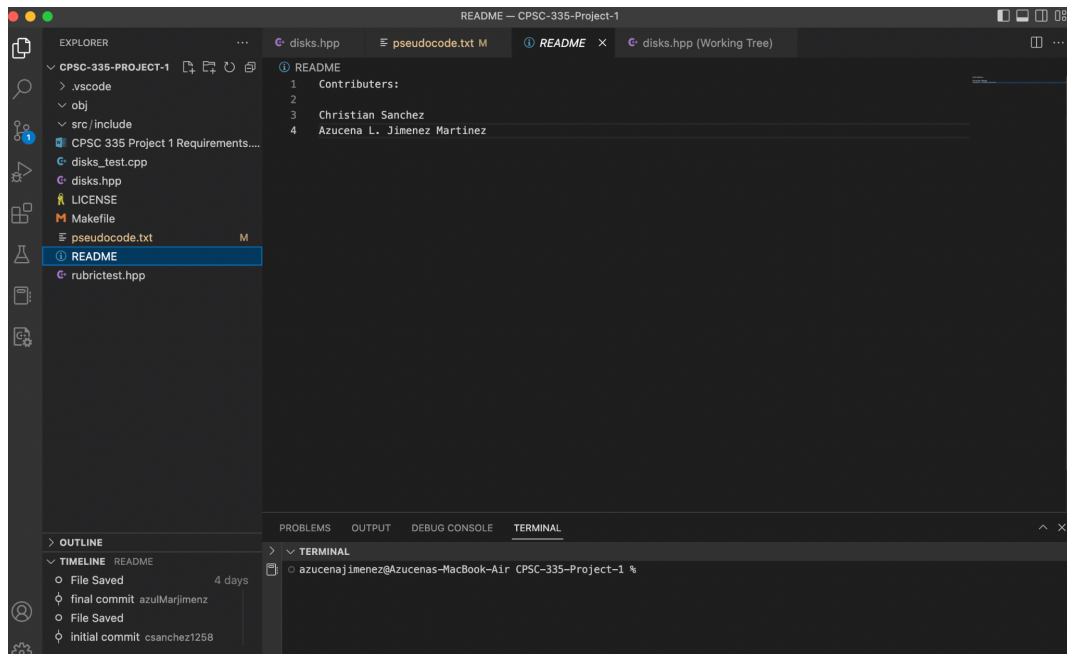 README — CPSC-335-Project-1
EXPLORER
CPSC-335-PROJECT-1
.vscode
obj
src/include
CPSC 335 Project 1 Requirements....
disks_test.cpp
disks.hpp
LICENSE
Makefile
pseudocode.txt M
README
rubrictest.hpp
OUTLINE
TIMELINE README
File Saved 4 days
final commit azulMarjimenz
File Saved
initial commit csanchez1258
disks.hpp pseudocode.txt M README disks.hpp (Working Tree)
README
1 Contributers:
2
3 Christian Sanchez
4 Azucena L. Jimenez Martinez
PROBLEMS OUTPUT DEBUG CONSOLE TERMINAL
TERMINAL
azucenajimenez@Azucenas-MacBook-Air CPSC-335-Project-1 %
1